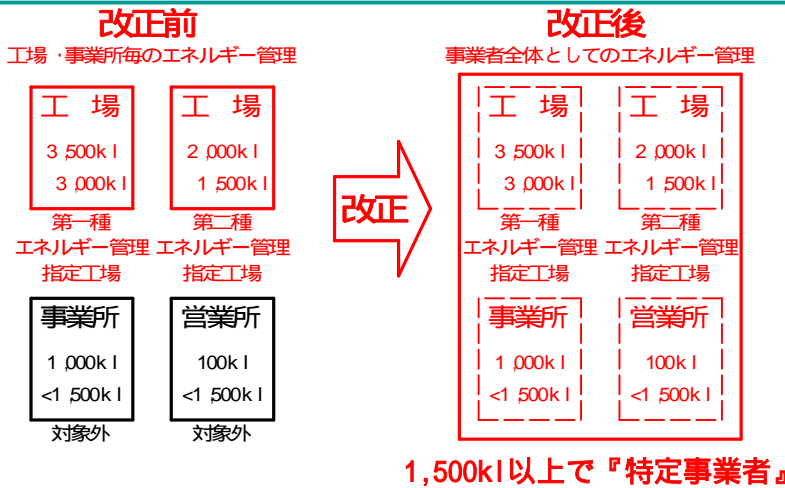 改正前
工場・事業所毎のエネルギー管理
工 場
3,500kl
3,000kl
第一種
エネルギー管理
指定工場
工 場
2,000kl
1,500kl
第二種
エネルギー管理
指定工場
事業所
1,000kl
<1,500kl
対象外
営業所
100kl
<1,500kl
対象外
改正
改正後
事業者全体としてのエネルギー管理
工 場
3,500kl
3,000kl
第一種
エネルギー管理
指定工場
工 場
2,000kl
1,500kl
第二種
エネルギー管理
指定工場
事業所
1,000kl
<1,500kl
営業所
100kl
<1,500kl
1,500kl以上で『特定事業者』